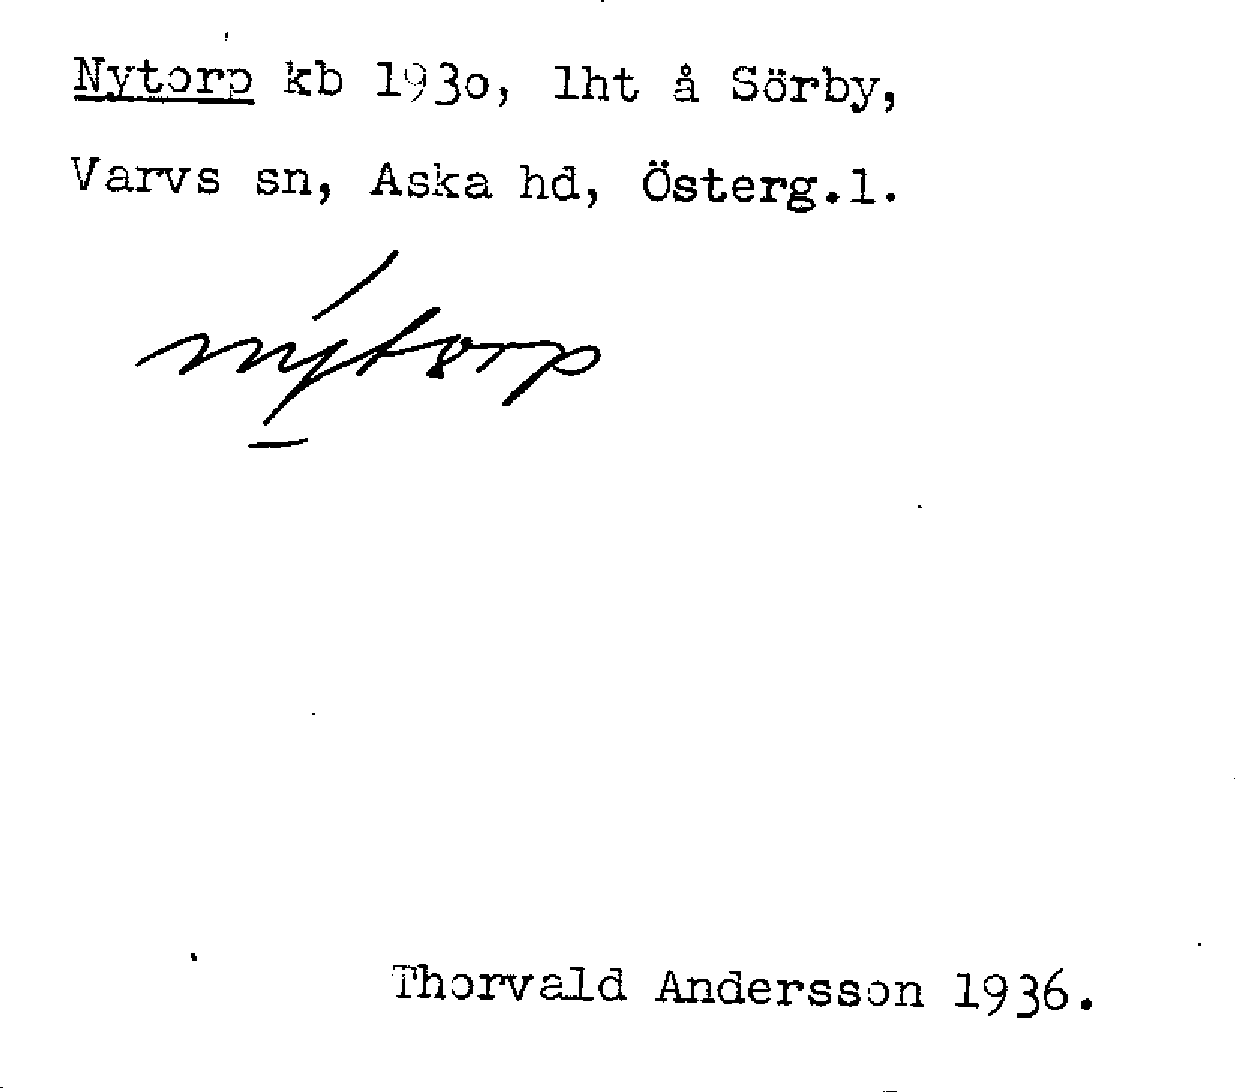 Nytorp kb 193o, lht å Sörby,
Varvs sn, Aska hd, Österg.l.
nýtorp
Thorvald Andersson 1936.